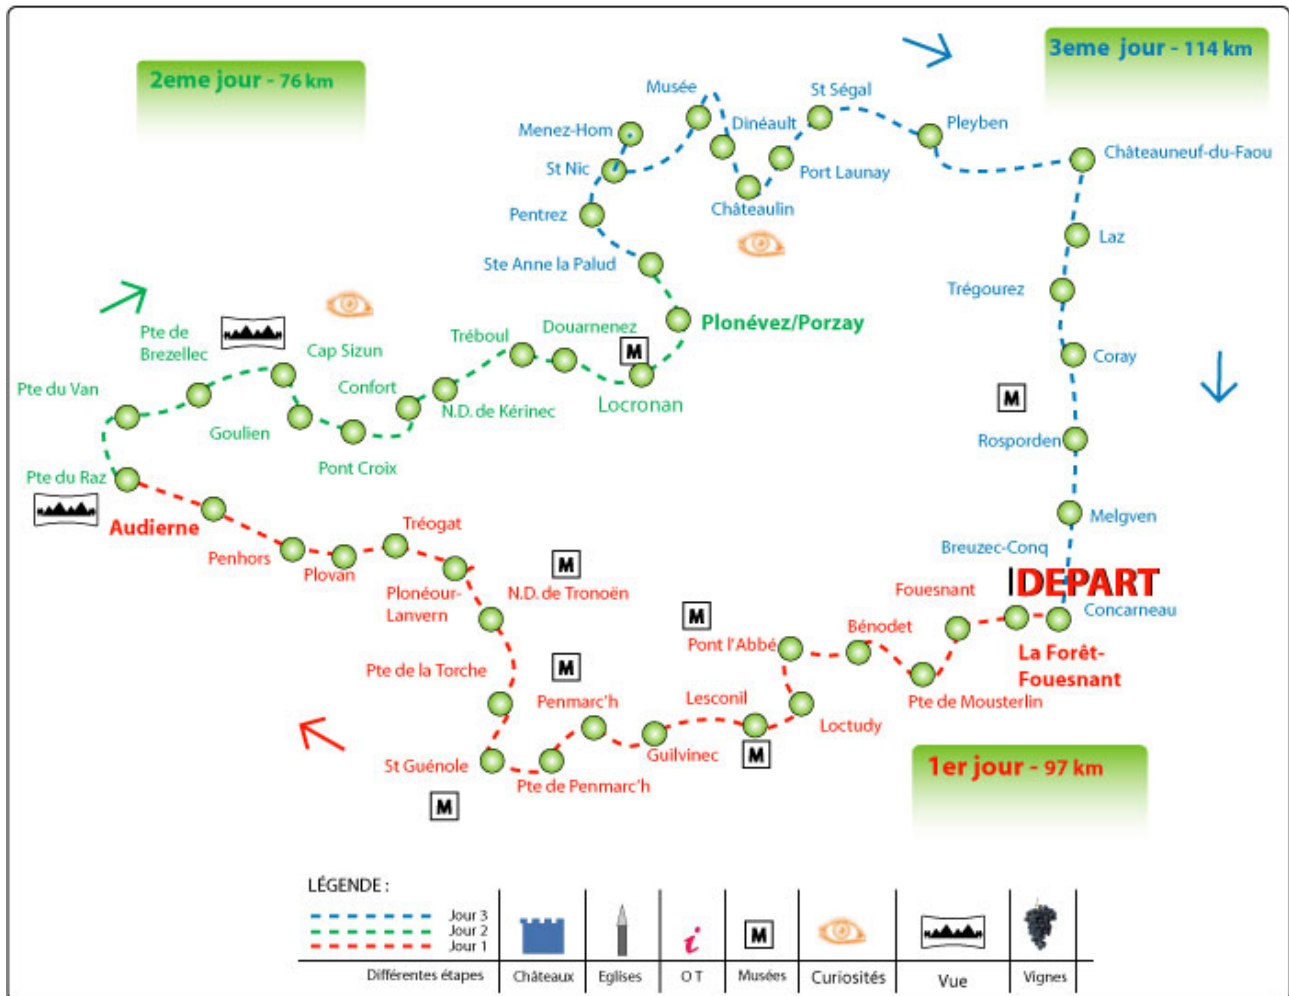 2eme jour - 76 km
3eme jour - 114 km
Musée
St Ségal
Menez-Hom
Dinéault
Pleyben
St Nic
Port Launay
Châteauneuf-du-Faou
Pentrez
Châteaulin
Laz
Ste Anne la Palud
Trégourez
Pte de
Brezellec
Cap Sizun
Tréboul
Douarnenez
M
Plonévez/Porzay
Coray
Pte du Van
Confort
N.D. de Kérinec
Locronan
M
Goulien
Rosporden
Pont Croix
Pte du Raz
Audierne
Tréogat
Melgven
Penhors
Plovan
Breuzec-Conq
Plonéour-
Lanvern
M
N.D. de Tronoën
Fouesnant
DEPART
Concarneau
M
Pont l'Abbé
Bénodet
La Forêt-
Fouesnant
Pte de la Torche
M
Penmarc'h
Lesconil
Loctudy
Pte de Mousterlin
St Guénole
Guilvinec
M
Pte de Penmarc'h
1er jour - 97 km
M
LÉGENDE :
Jour 3
Jour 2
Jour 1
i
M
Différentes étapes
Châteaux
Eglises
O T
Musées
Curiosités
Vue
Vignes